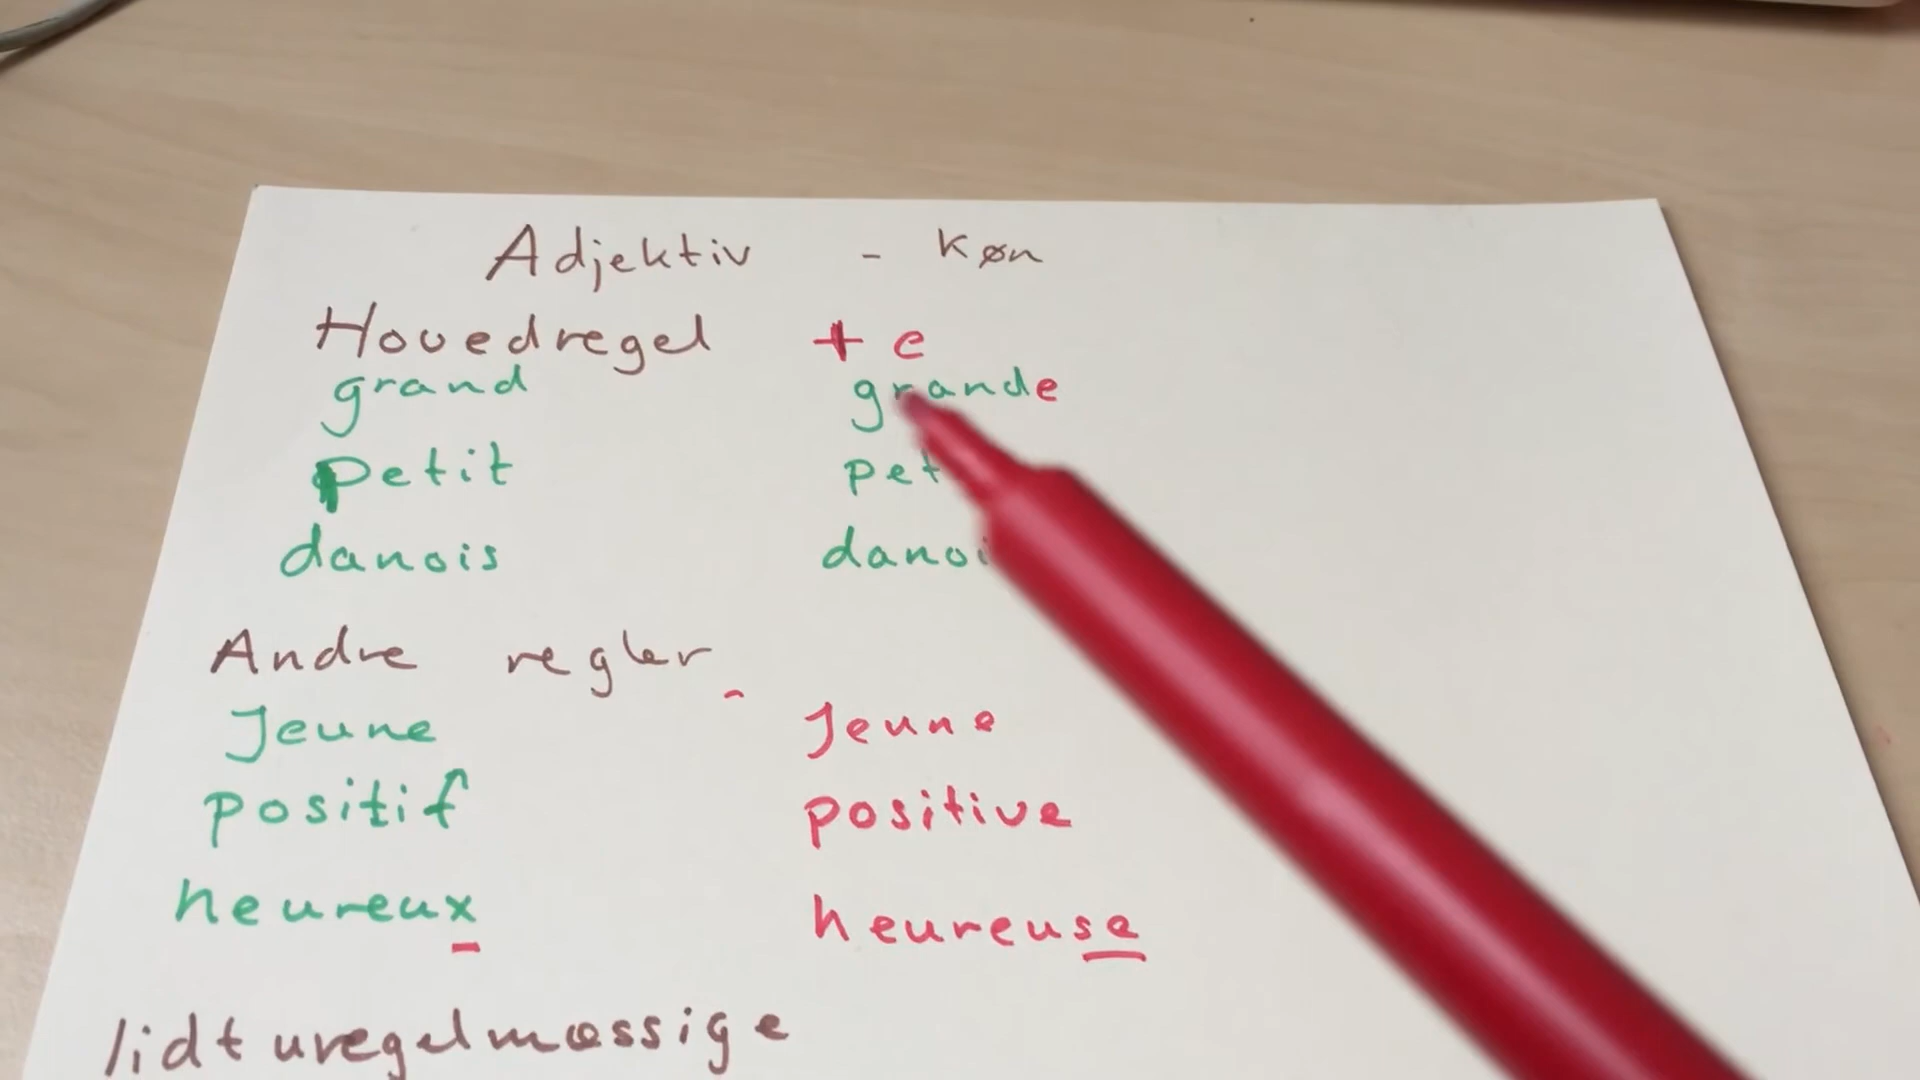 Adjektiv - Køn
Hovedregel + e
grand grande
petit pet
danois danoi
Andre regler
Jeune Jeune
positif positive
heureux heureuse
lidt uregelmæssige